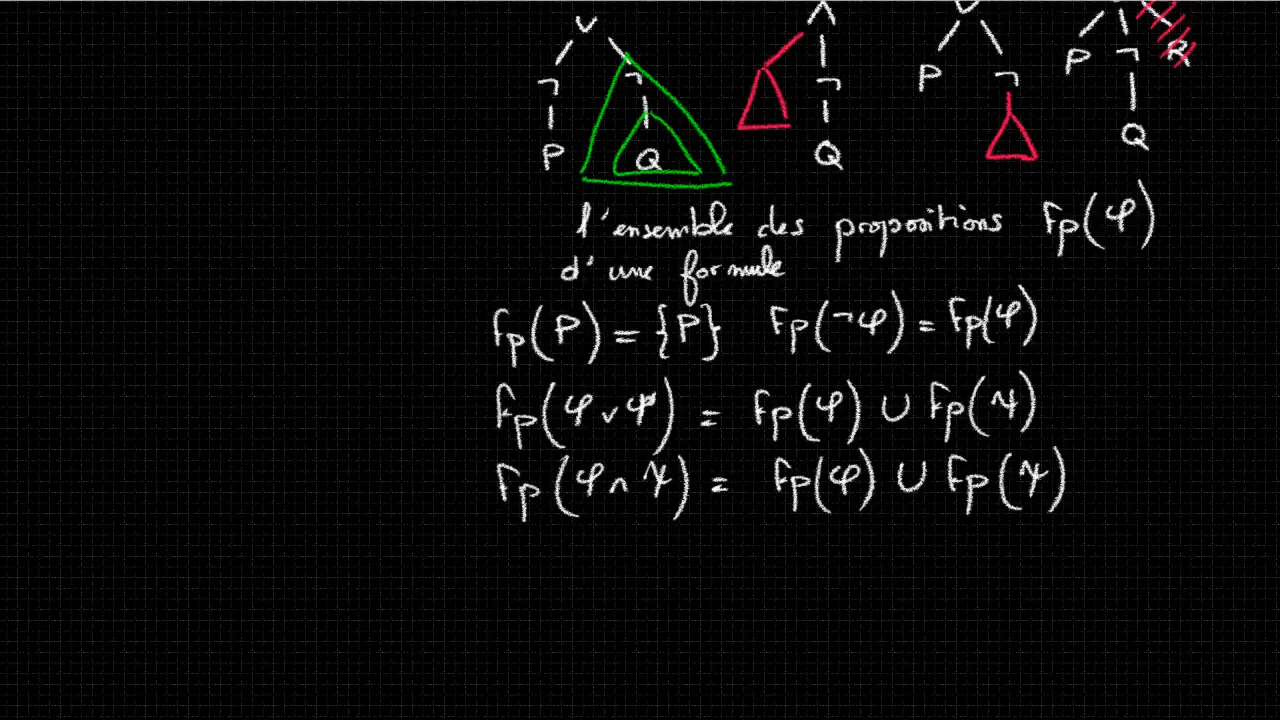 ∨ ∧ ∨ ∧
¬ ¬ ¬ P ¬ P ¬ R
P Q Q Q
l'ensemble des propositions Fp(φ)
d'une formule
Fp(P) = {P} Fp(¬φ) = Fp(φ)
Fp(φ ∨ ψ) = Fp(φ) ∪ Fp(ψ)
Fp(φ ∧ ψ) = Fp(φ) ∪ Fp(ψ)